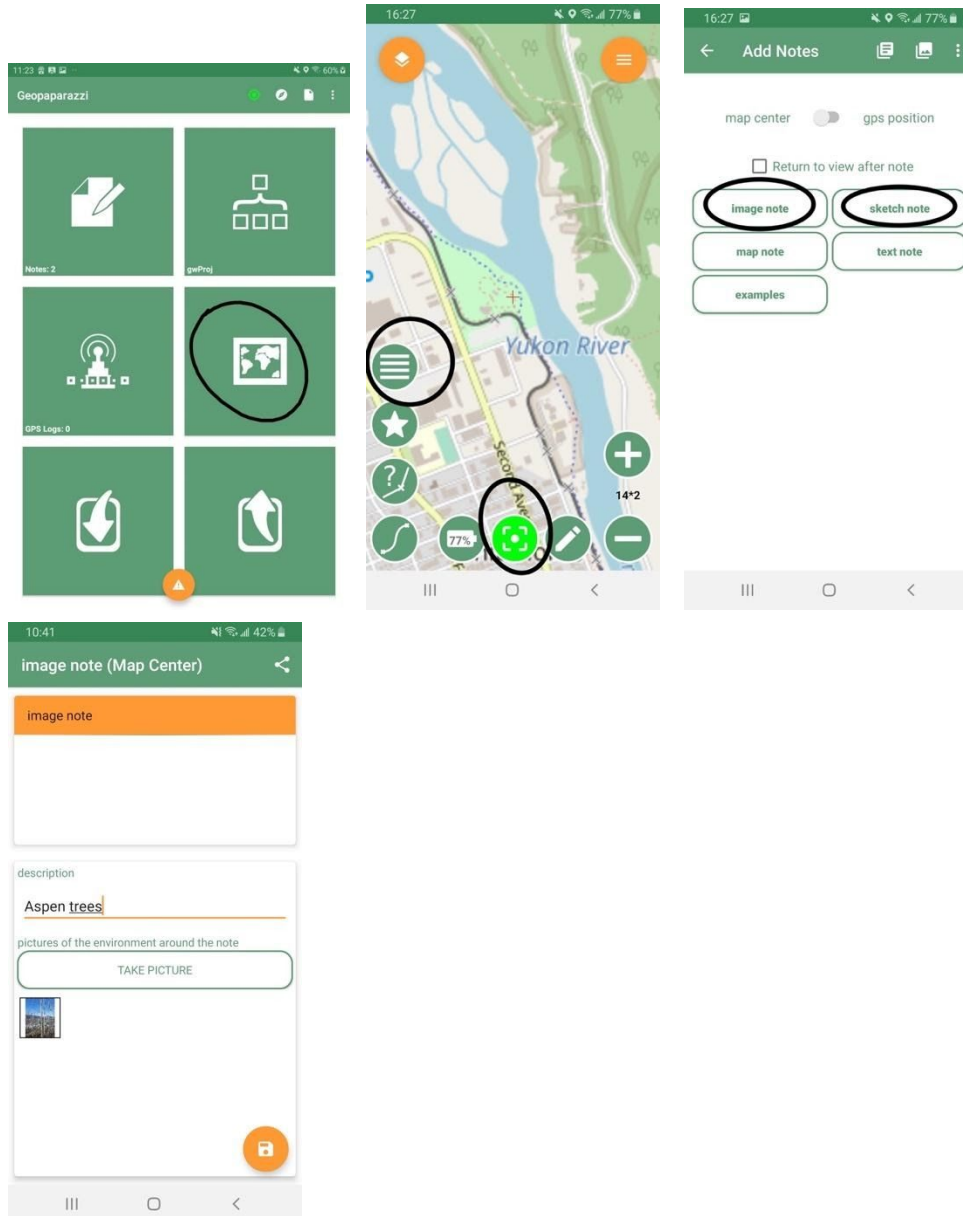 11:23 60%
Geopaparazzi
Notes: 2
gwProj
GPS Logs: 0
16:27 77%
Yukon River
Second Ave
14*2
77%
16:27 77%
Add Notes
map center gps position
Return to view after note
image note sketch note
map note text note
examples
10:41 42%
image note (Map Center)
image note
description
Aspen trees
pictures of the environment around the note
TAKE PICTURE